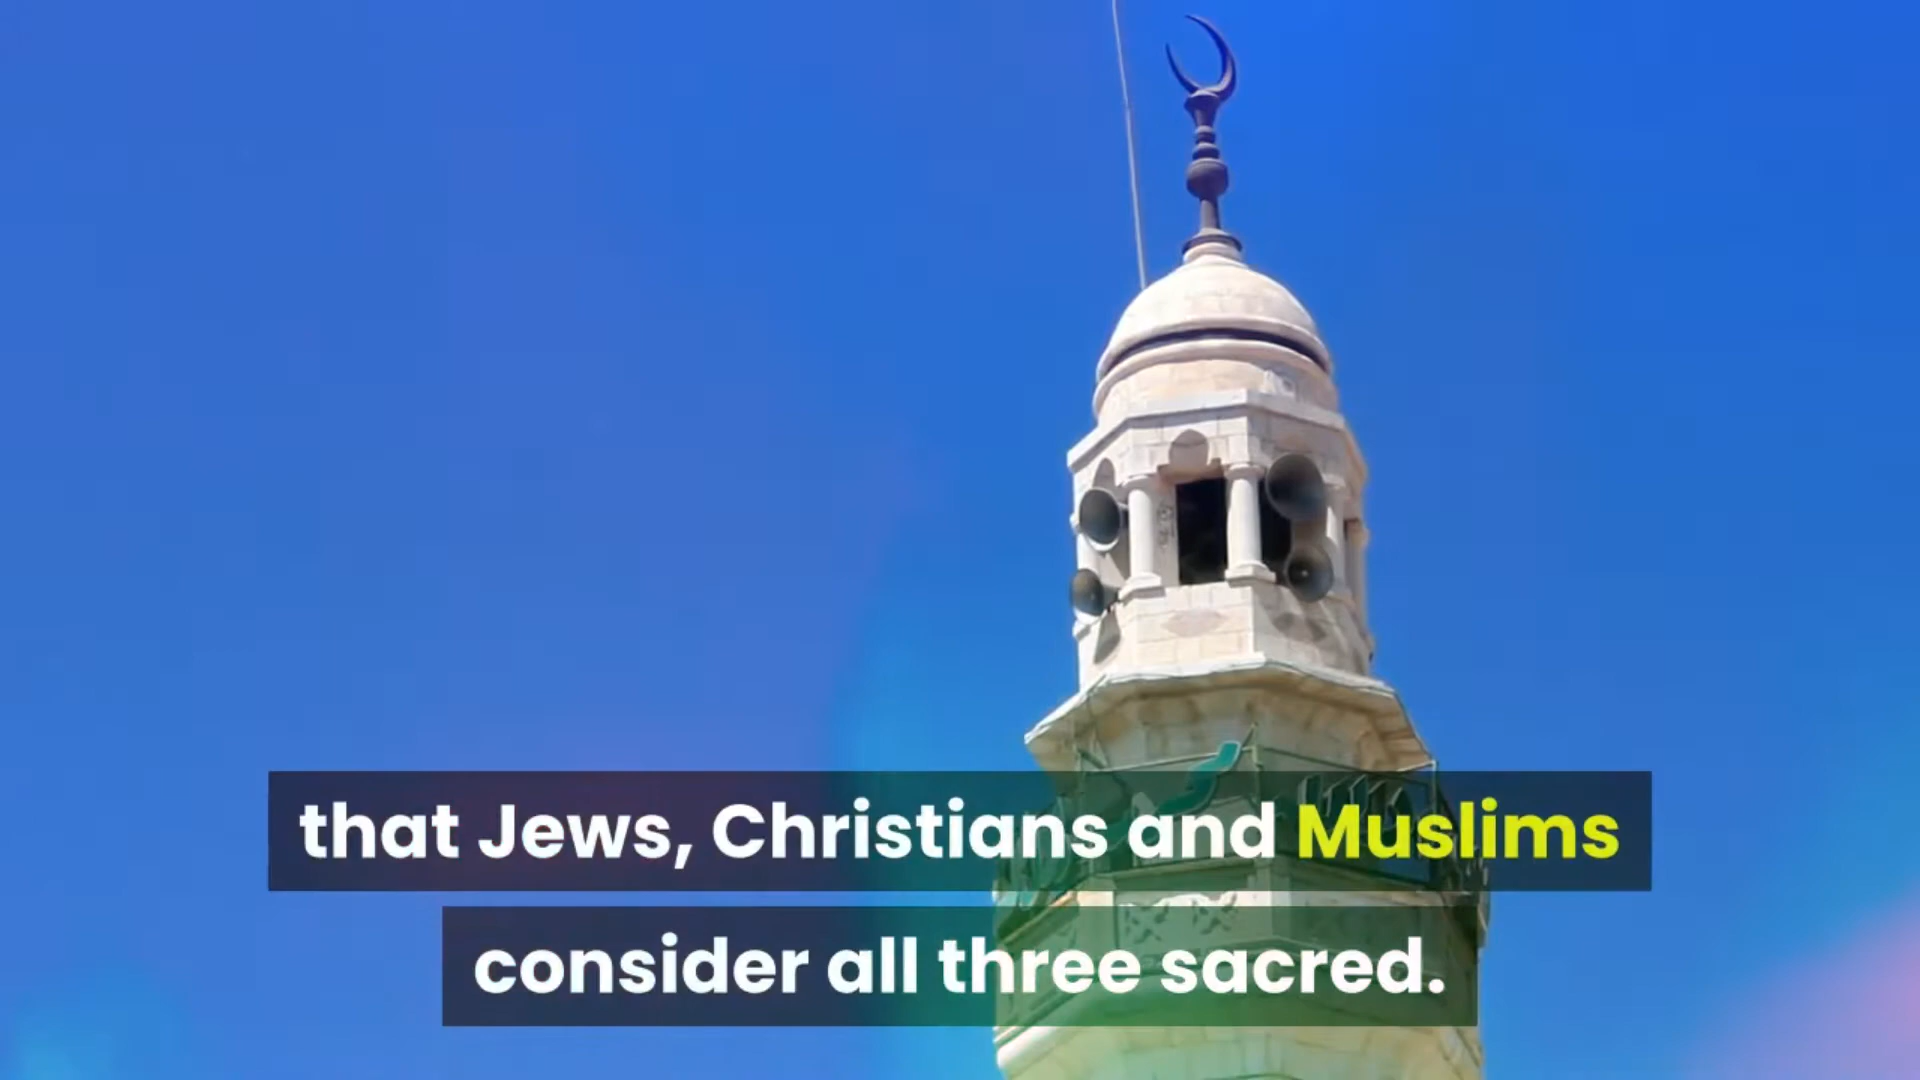 that Jews, Christians and Muslims
consider all three sacred.